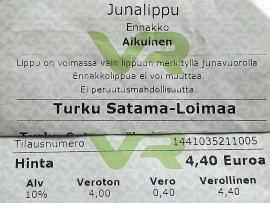 Junalippu
Ennakko
Aikuinen
Lippu on voimassa vain lippuun merkityllä junavuorolla
Ennakkolippua ei voi muuttaa.
Ei peruutusmahdollisuutta.
Turku Satama-Loimaa
Tilausnumero 1441035211005
Hinta 4,40 Euroa
Alv Veroton Vero Verollinen
10% 4,00 0,40 4,40